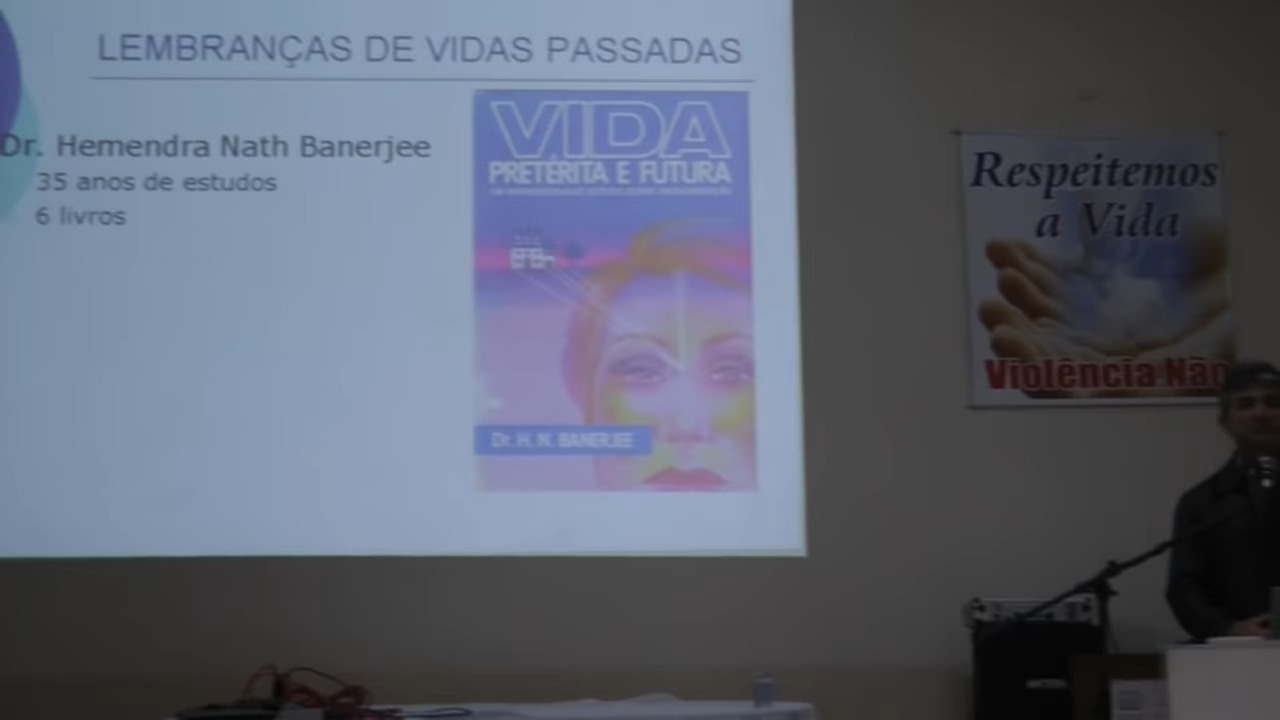 LEMBRANÇAS DE VIDAS PASSADAS
Dr. Hemendra Nath Banerjee
35 anos de estudos
6 livros
VIDA
PRETÉRITA E FUTURA
Dr. H. N. BANERJEE
Respeitemos
a Vida
Violência Não